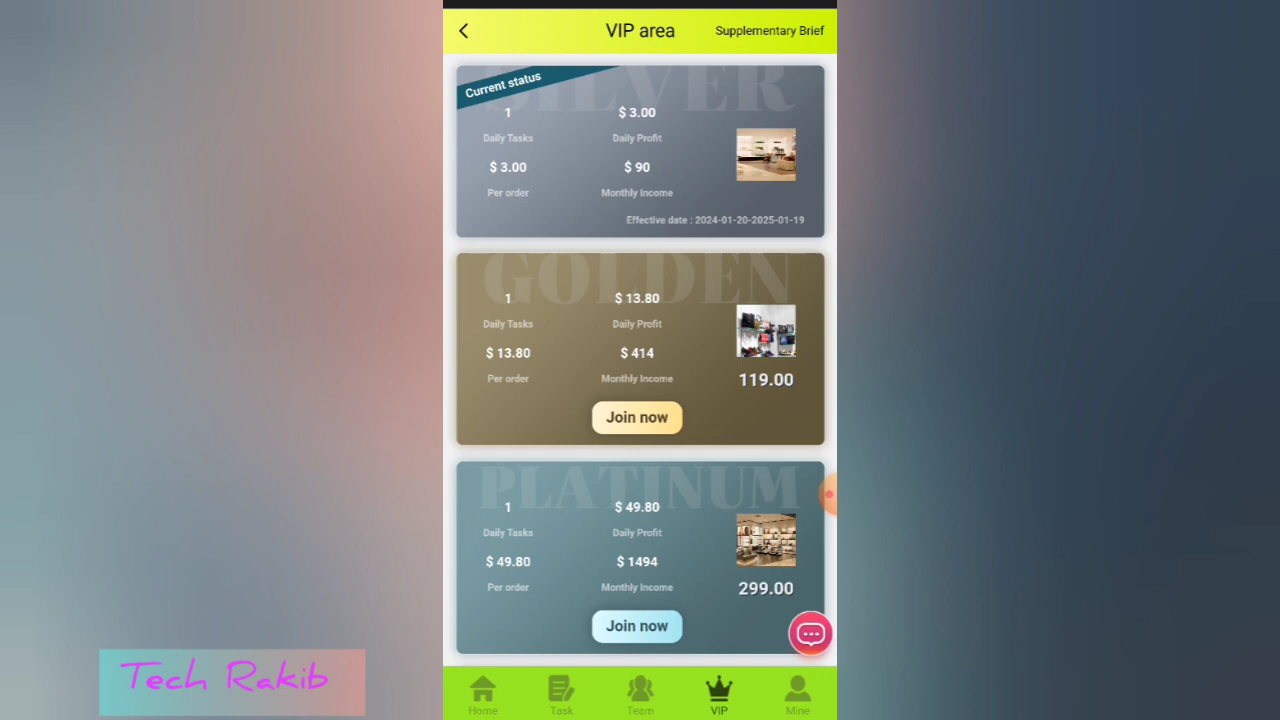 VIP area
Supplementary Brief
SILVER
Current status
1
$ 3.00
Daily Tasks
Daily Profit
$ 3.00
$ 90
Per order
Monthly Income
Effective date : 2024-01-20-2025-01-19
GOLDEN
1
$ 13.80
Daily Tasks
Daily Profit
$ 13.80
$ 414
Per order
Monthly Income
119.00
Join now
PLATINUM
1
$ 49.80
Daily Tasks
Daily Profit
$ 49.80
$ 1494
Per order
Monthly Income
299.00
Join now
Home
Task
Team
VIP
Mine
Tech Rakib